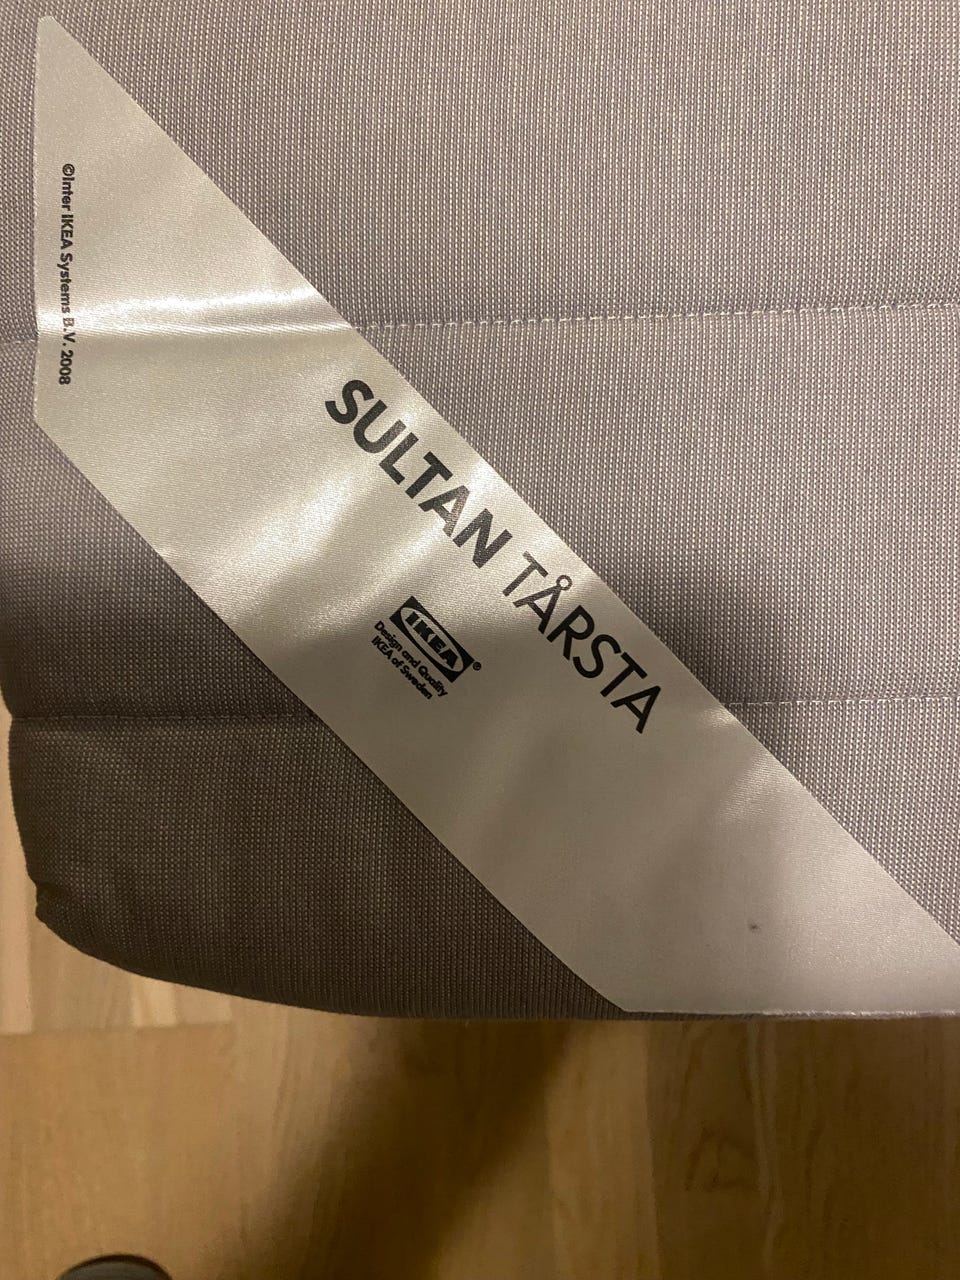 ©Inter IKEA Systems B.V. 2008
SULTAN TÅRSTA
IKEA®
Design and Quality
IKEA of Sweden